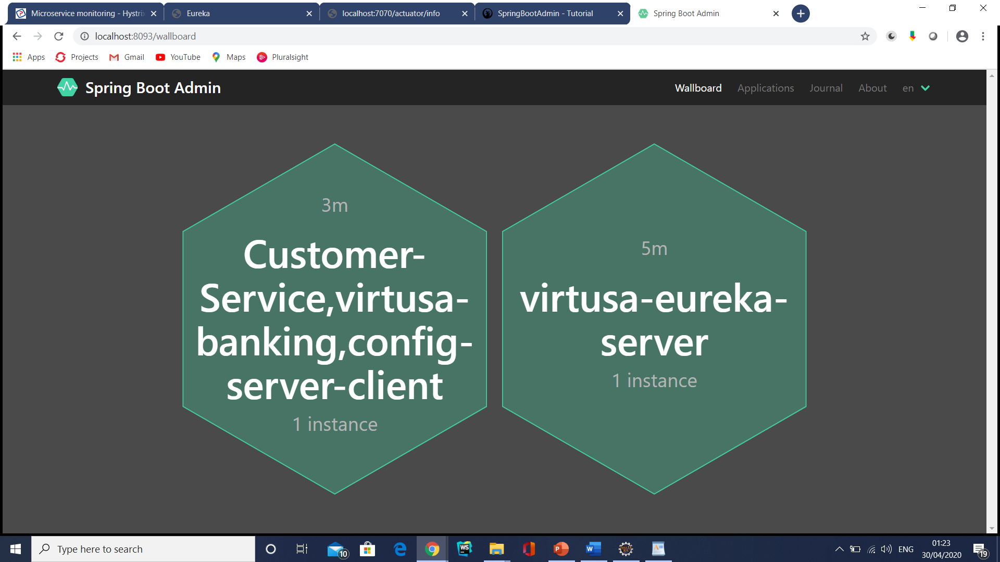 Microservice monitoring - Hystri
Eureka
localhost:7070/actuator/info
SpringBootAdmin - Tutorial
Spring Boot Admin
localhost:8093/wallboard
Apps
Projects
Gmail
YouTube
Maps
Pluralsight
Spring Boot Admin
Wallboard
Applications
Journal
About
en
3m
Customer-
Service,virtusa-
banking,config-
server-client
1 instance
5m
virtusa-eureka-
server
1 instance
Type here to search
10
WS
P
W
ENG
01:23
30/04/2020
19